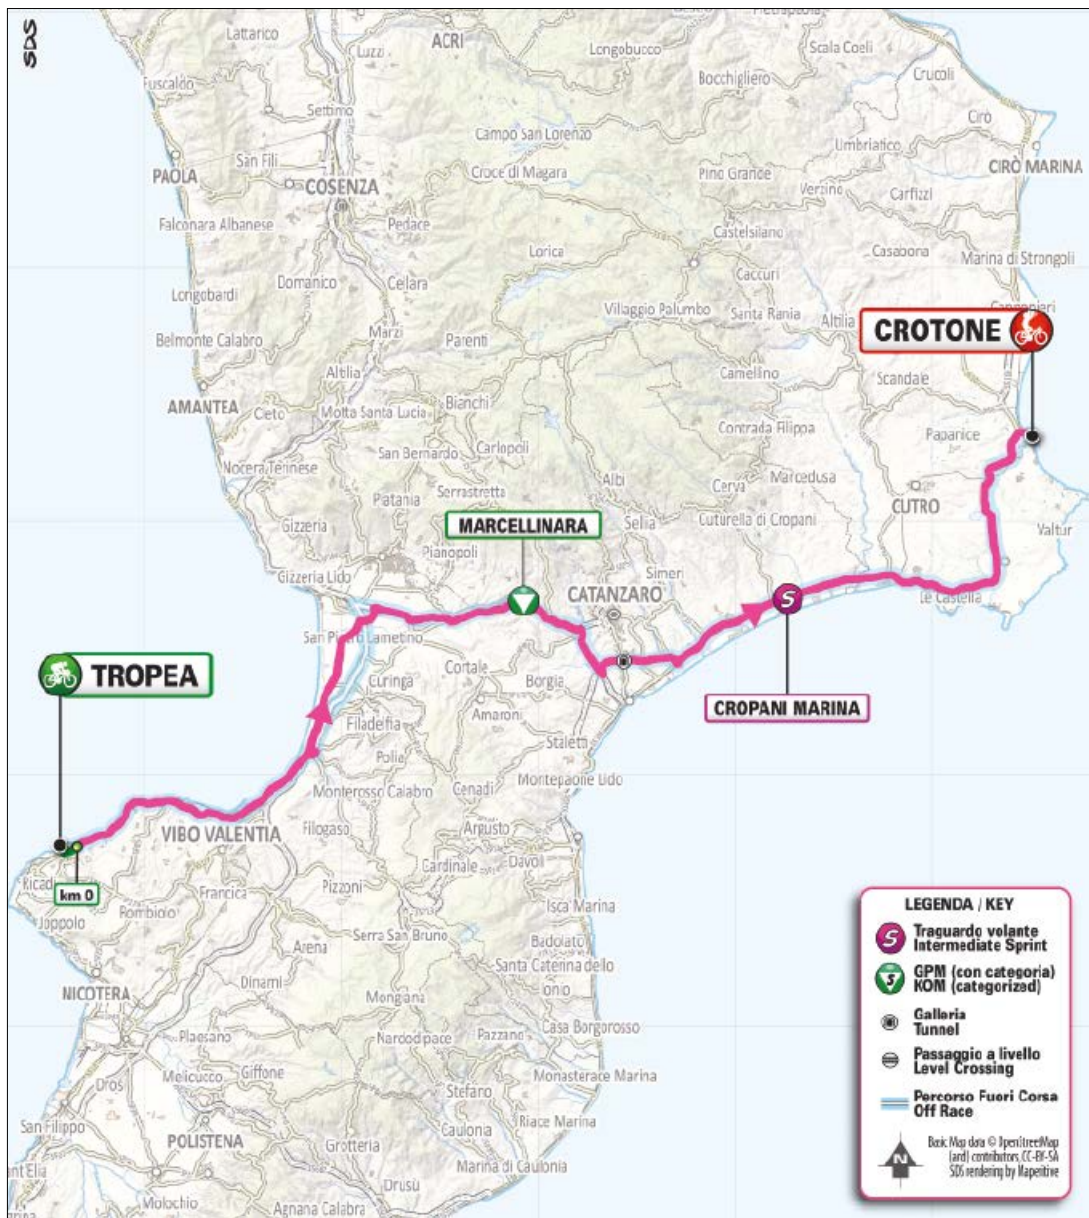 SDS
Lattarico
Luzzi
ACRI
Longobucco
Scala Coeli
Bocchigliero
Crucoli
Fuscaldo
Settimo
Campo San Lorenzo
Cirò
Umbriatico
San Fili
PAOLA
COSENZA
Croce di Magara
Pino Grande
Verzino
Carfizzi
CIRÒ MARINA
Falconara Albanese
Pedace
Castelsilano
Lorica
Casabona
Marina di Strongoli
Domanico
Cellara
Caccuri
Longobardi
Villaggio Palumbo
Santa Rania
Altilia
CROTONE
Belmonte Calabro
Marzi
Parenti
Camellino
Altilia
Scandale
AMANTEA
Cleto
Motta Santa Lucia
Bianchi
Contrada Filippa
Papanice
San Bernardo
Carlopoli
Nocera Terinese
Albi
Marcedusa
Platania
Serrastretta
Cerva
CUTRO
Gizzeria
MARCELLINARA
Sellia
Cuturella di Cropani
Valtur
Pianopoli
Simeri
Gizzeria Lido
CATANZARO
S
Le Castella
San Pietro Lametino
TROPEA
Cortale
Borgia
Curinga
CROPANI MARINA
Amaroni
Filadelfia
Staletti
Polia
Montepaone Lido
Monterosso Calabro
Cenadi
VIBO VALENTIA
Filogaso
Argusto
Cardinale
Davoli
Ricadi
km 0
Francica
Pizzoni
Joppolo
Rombiolo
Isca Marina
Serra San Bruno
Arena
Badolato
Santa Caterina dello
Ionio
Dinami
NICOTERA
Mongiana
Casa Borgorosso
Plaesano
Nardodipace
Pazzano
Giffone
Melicucco
Monasterace Marina
Stefano
San Filippo
POLISTENA
Grotteria
Caulonia
Riace Marina
Marina di Caulonia
Molochio
Drusù
Agnana Calabra
LEGENDA / KEY
S Traguardo volante
Intermediate Sprint
S GPM (con categoria)
KOM (categorized)
Galleria
Tunnel
Passaggio a livello
Level Crossing
Percorso Fuori Corsa
Off Race
N
Basic Map data © OpenStreetMap
(and) contributors, CC-BY-SA
SDS rendering by Maperitive